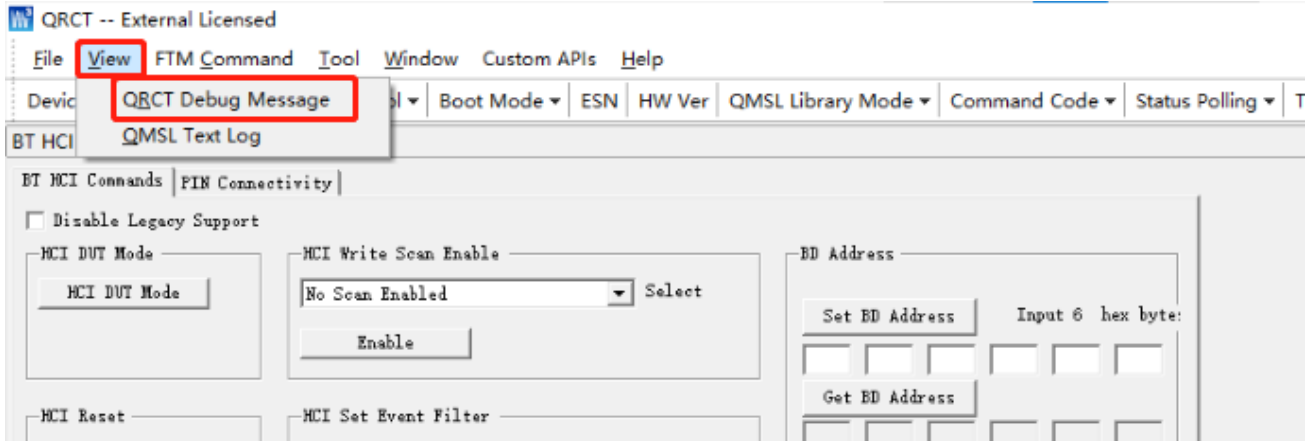 QRCT -- External Licensed
File View FTM Command Tool Window Custom APIs Help
QRCT Debug Message Boot Mode ESN HW Ver QMSL Library Mode Command Code Status Polling
QMSL Text Log
BT HCI
BT HCI Commands PIN Connectivity
Disable Legacy Support
HCI DUT Mode HCI Write Scan Enable BD Address
HCI DUT Mode No Scan Enabled Select
Set BD Address Input 6 hex byte
Enable
Get BD Address
HCI Reset HCI Set Event Filter